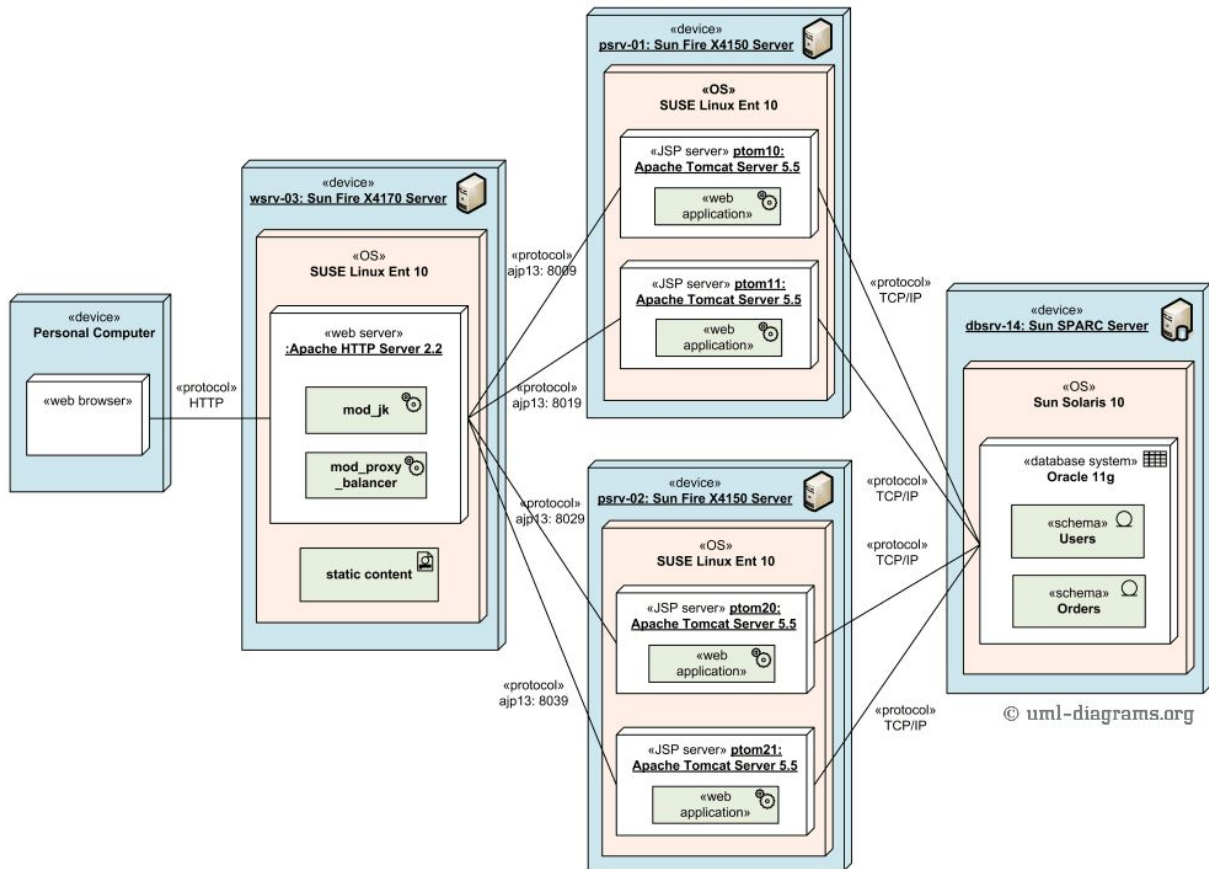 «device»
Personal Computer
«web browser»
«protocol»
HTTP
«device»
wsrv-03: Sun Fire X4170 Server
«OS»
SUSE Linux Ent 10
«web server»
:Apache HTTP Server 2.2
mod_jk
mod_proxy
_balancer
static content
«protocol»
ajp13: 8009
«protocol»
ajp13: 8019
«protocol»
ajp13: 8029
«protocol»
ajp13: 8039
«device»
psrv-01: Sun Fire X4150 Server
«OS»
SUSE Linux Ent 10
«JSP server» ptom10:
Apache Tomcat Server 5.5
«web
application»
«JSP server» ptom11:
Apache Tomcat Server 5.5
«web
application»
«device»
psrv-02: Sun Fire X4150 Server
«OS»
SUSE Linux Ent 10
«JSP server» ptom20:
Apache Tomcat Server 5.5
«web
application»
«JSP server» ptom21:
Apache Tomcat Server 5.5
«web
application»
«protocol»
TCP/IP
«protocol»
TCP/IP
«protocol»
TCP/IP
«protocol»
TCP/IP
«device»
dbsrv-14: Sun SPARC Server
«OS»
Sun Solaris 10
«database system»
Oracle 11g
«schema»
Users
«schema»
Orders
© uml-diagrams.org